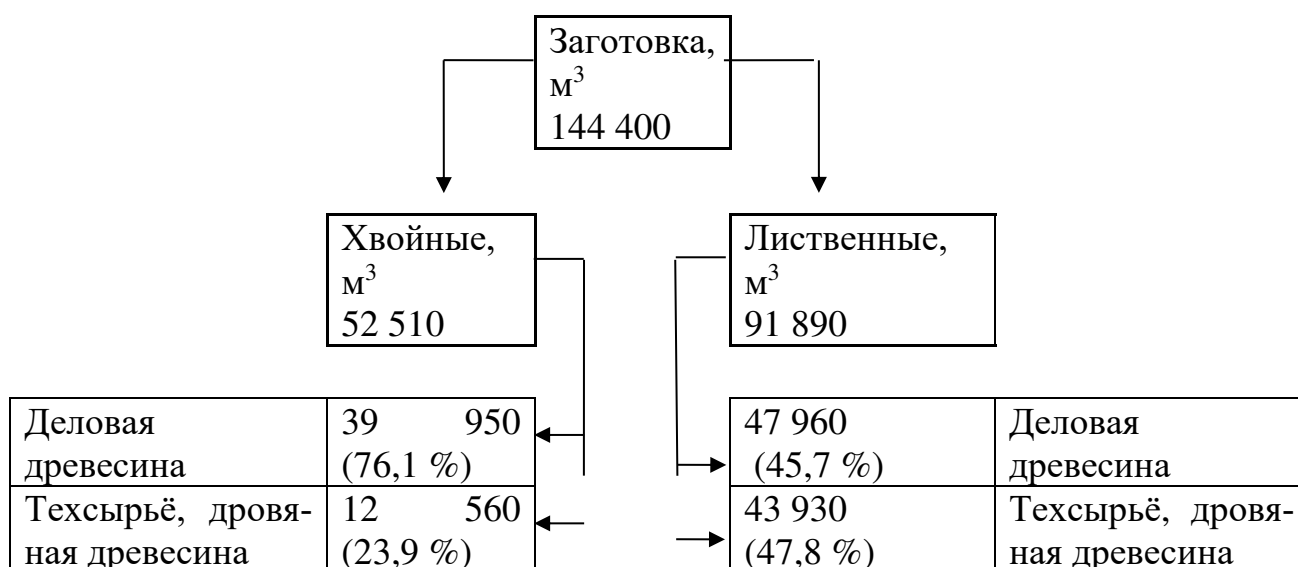 Заготовка,
м³
144 400
Хвойные,
м³
52 510
Лиственные,
м³
91 890
Деловая
древесина
39 950
(76,1 %)
47 960
(45,7 %)
Деловая
древесина
Техсырьё, дровя-
ная древесина
12 560
(23,9 %)
43 930
(47,8 %)
Техсырьё, дровя-
ная древесина